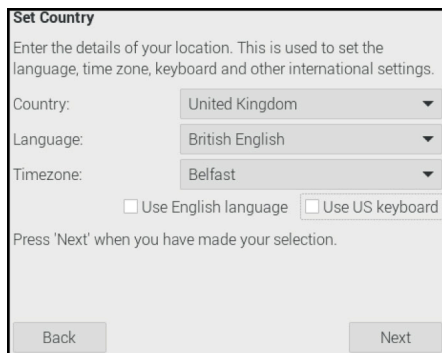 Set Country
Enter the details of your location. This is used to set the
language, time zone, keyboard and other international settings.
Country: United Kingdom
Language: British English
Timezone: Belfast
Use English language Use US keyboard
Press 'Next' when you have made your selection.
Back Next